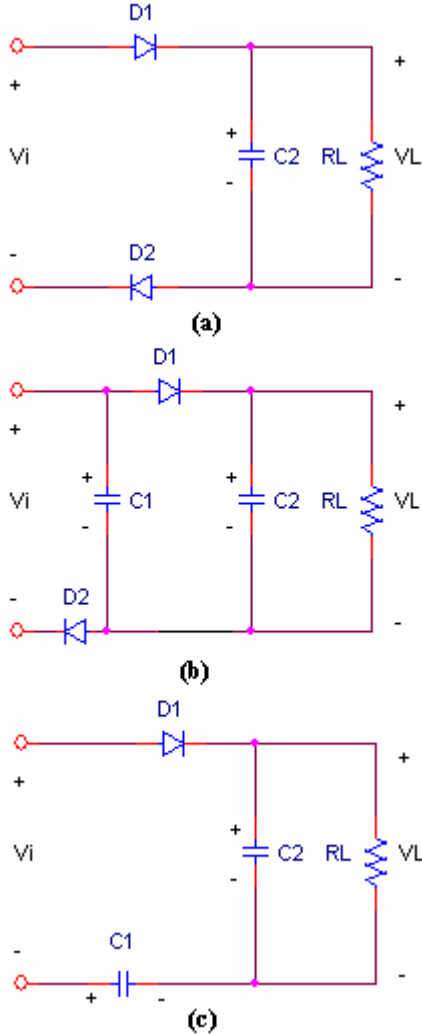 D1
+ + +
Vi C2 RL VL
- - -
D2
(a)
D1
+ + + +
Vi C1 C2 RL VL
- - - -
D2
(b)
D1
+ + +
Vi C2 RL VL
- - -
C1
+ -
(c)